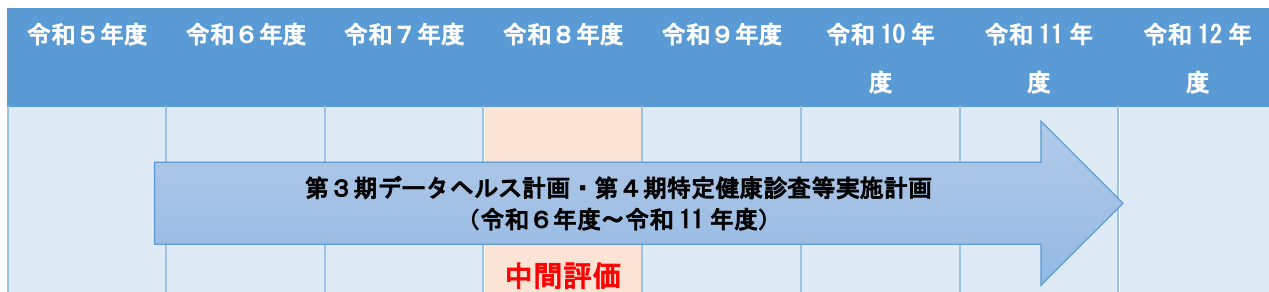 令和５年度 令和６年度 令和７年度 令和８年度 令和９年度 令和 10 年度 令和 11 年度 令和 12 年度
第３期データヘルス計画・第４期特定健康診査等実施計画
（令和６年度～令和 11 年度）
中間評価